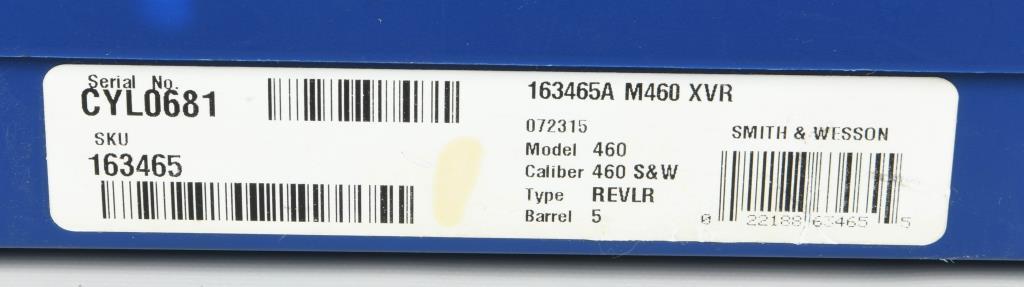 Serial No.
CYL0681
SKU
163465
163465A M460 XVR
072315
Model 460
Caliber 460 S&W
Type REVLR
Barrel 5
SMITH & WESSON
0 22188 63465 5